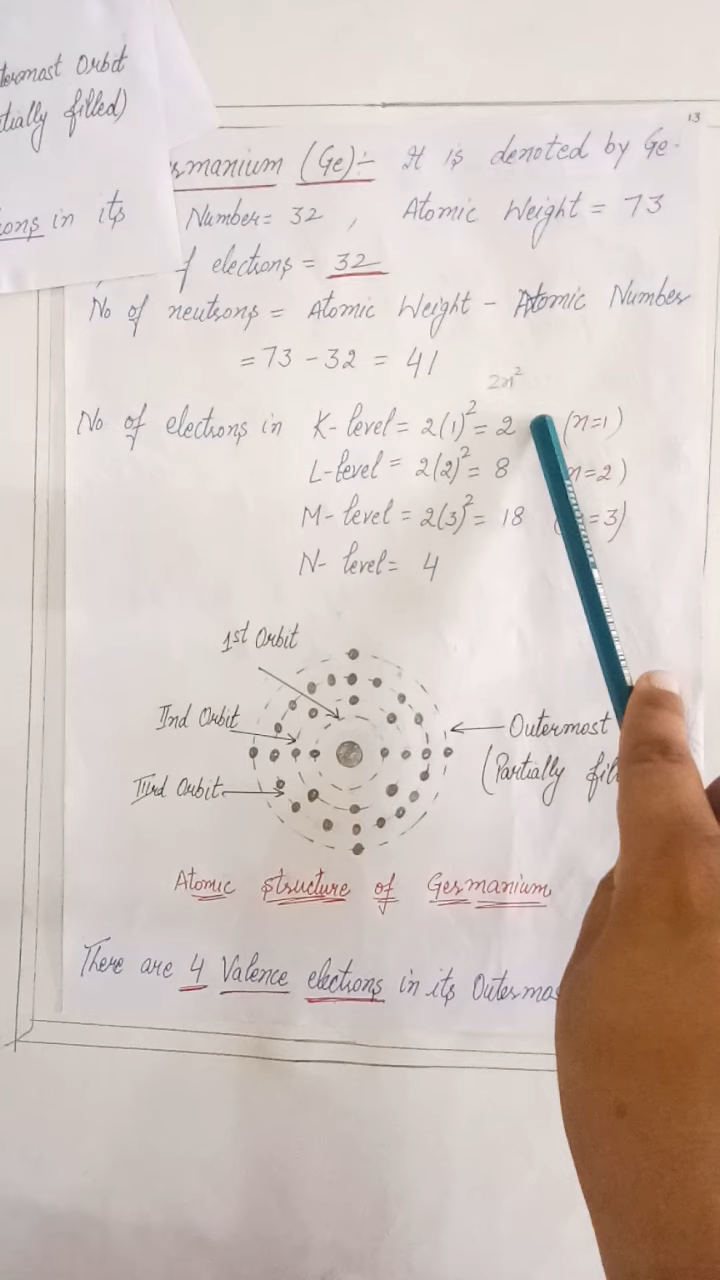 termost Orbit
tially filled)
ons in its
13
rmanium (Ge):- It is denoted by Ge.
Number = 32 , Atomic Weight = 73
f electrons = 32
No of neutrons = Atomic Weight - Atomic Number
= 73 - 32 = 41
2n²
No of electrons in K-level = 2(1)² = 2 (n=1)
L-level = 2(2)² = 8 n=2)
M-level = 2(3)² = 18 (n=3)
N-level = 4
1st Orbit
IInd Orbit
IIIrd Orbit
Outermost
(Partially fil
Atomic structure of Germanium
There are 4 Valence electrons in its Outermos